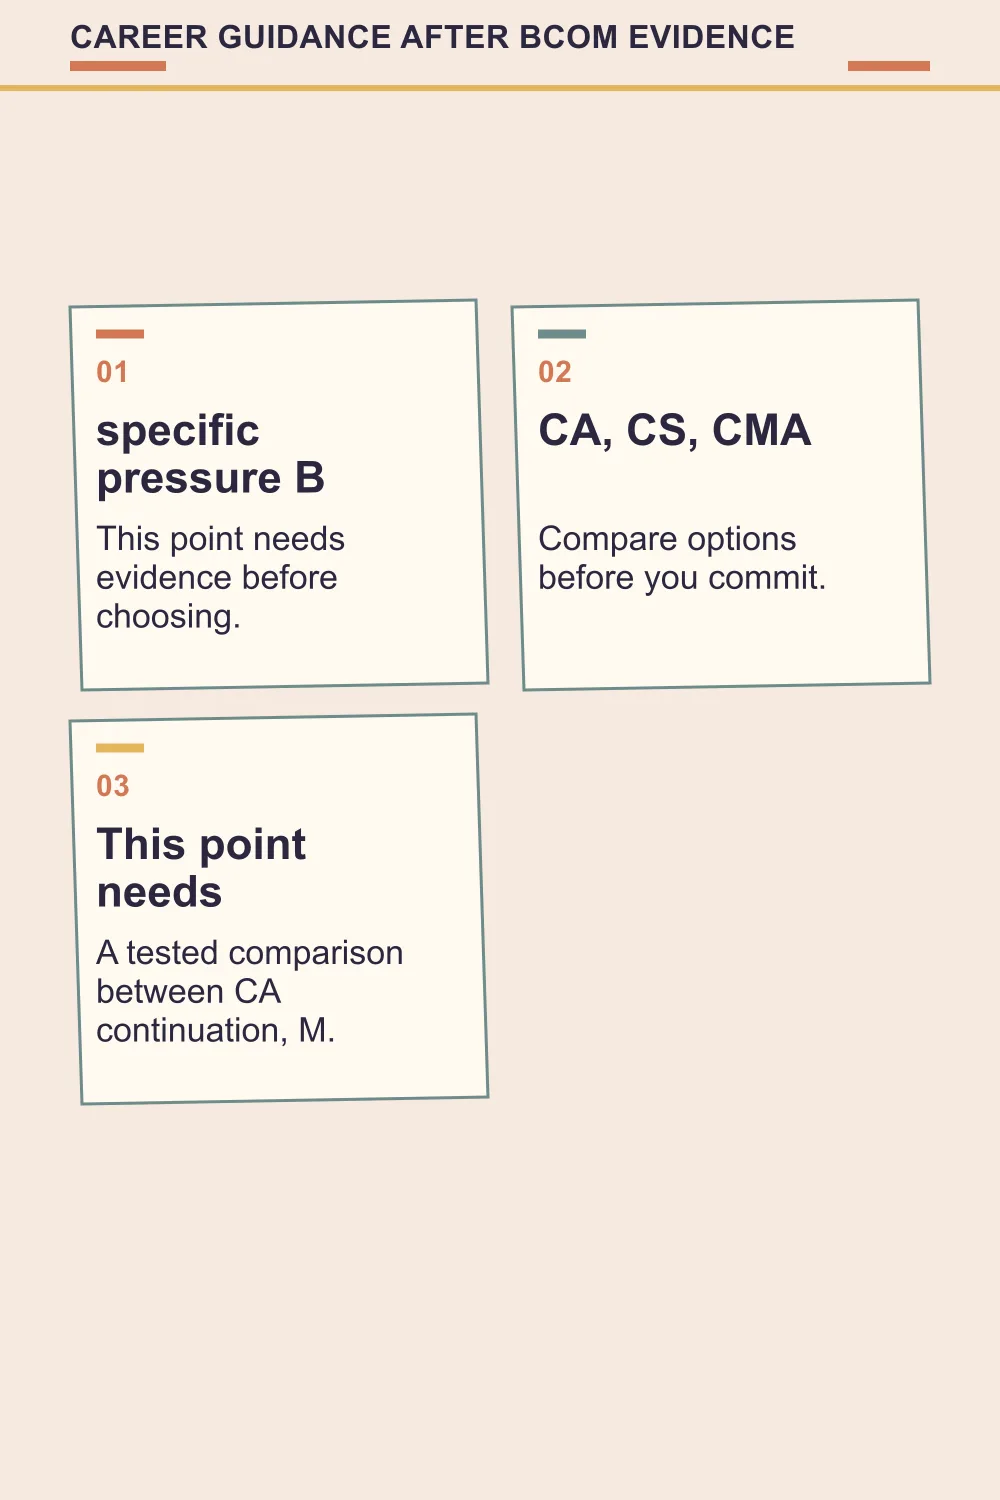 CAREER GUIDANCE AFTER BCOM EVIDENCE
01
specific
pressure B
This point needs
evidence before
choosing.
02
CA, CS, CMA
Compare options
before you commit.
03
This point
needs
A tested comparison
between CA
continuation, M.